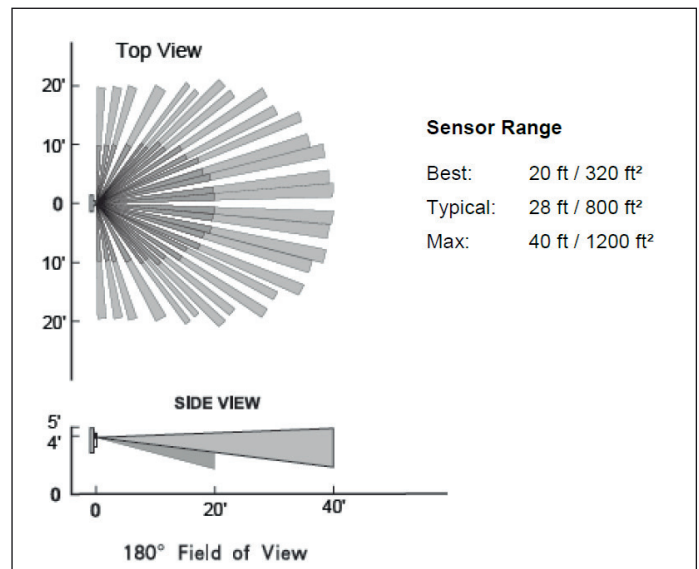 Top View
20'
10'
0
10'
20'
Sensor Range
Best: 20 ft / 320 ft²
Typical: 28 ft / 800 ft²
Max: 40 ft / 1200 ft²
SIDE VIEW
5'
4'
0
0 20' 40'
180° Field of View